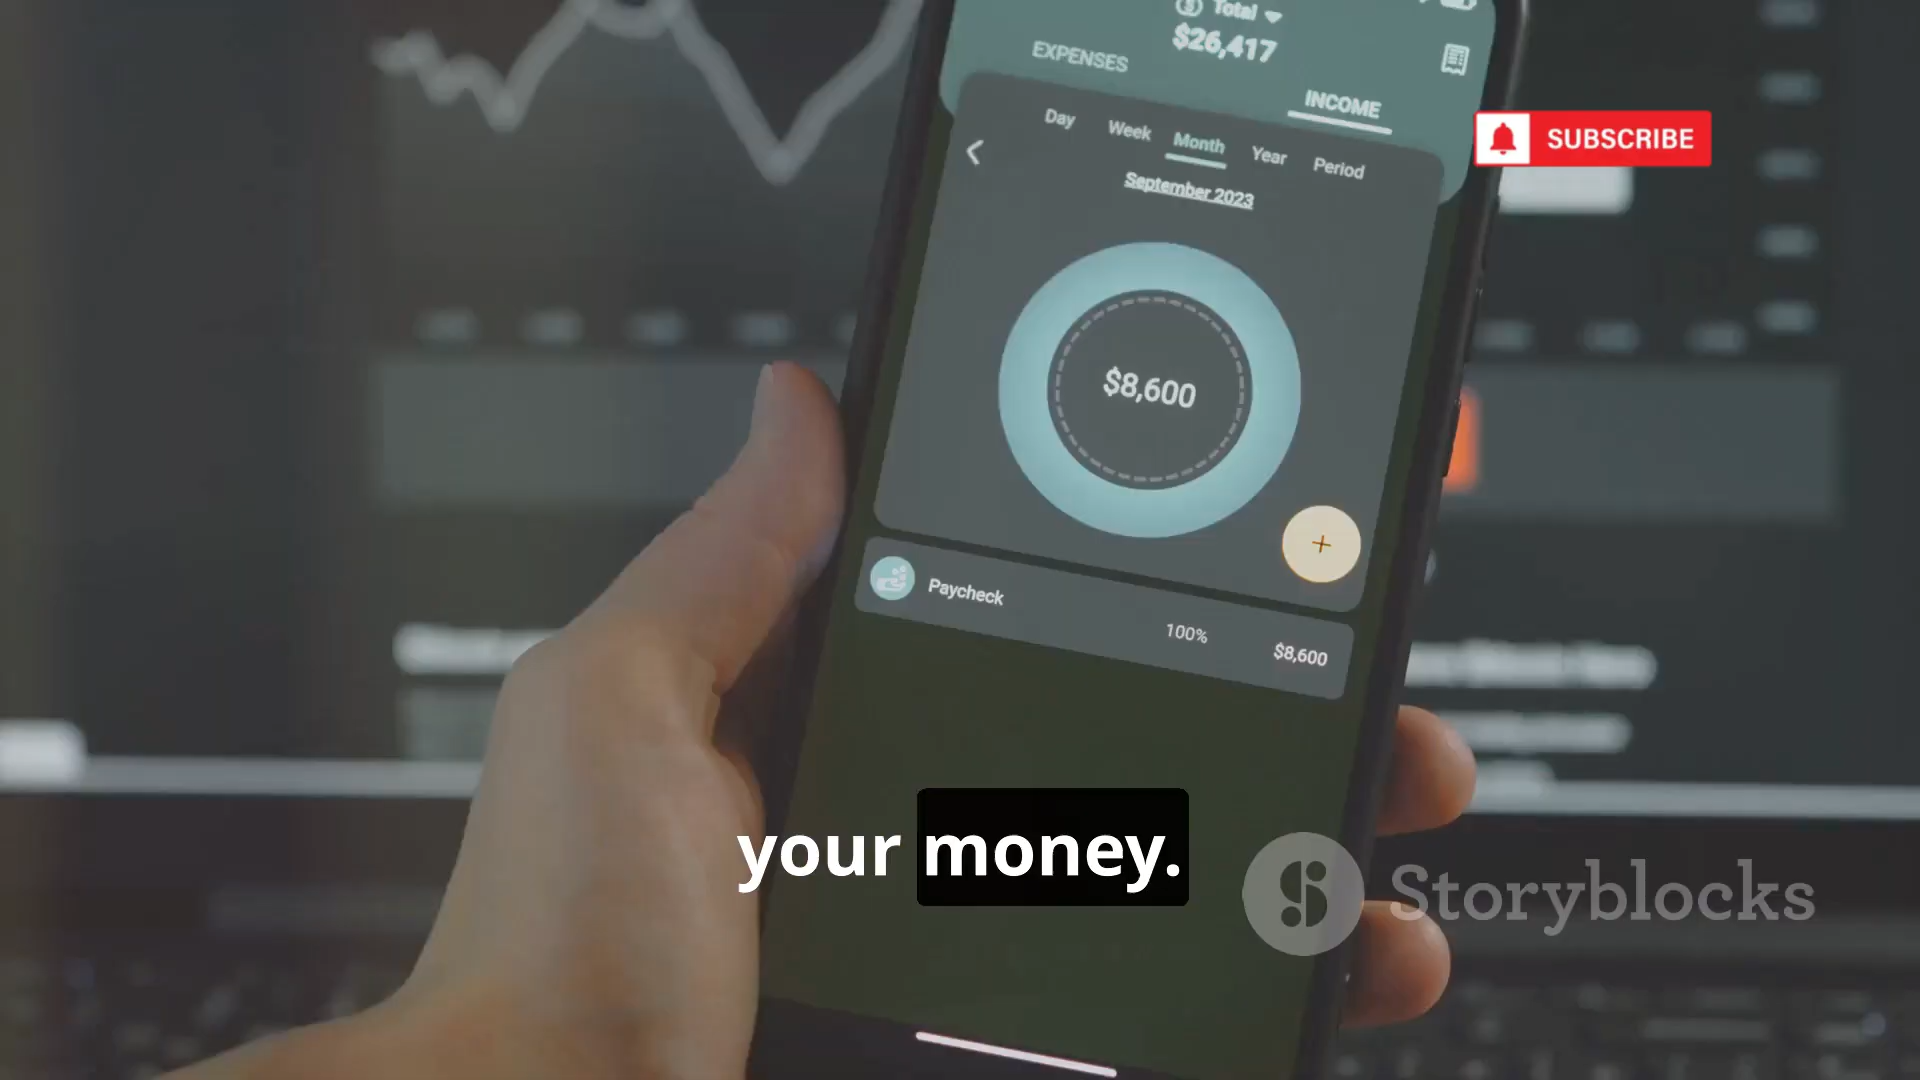 Total
$26,417
EXPENSES
INCOME
Day Week Month Year Period
September 2023
SUBSCRIBE
$8,600
+
Paycheck 100% $8,600
your money.
Storyblocks